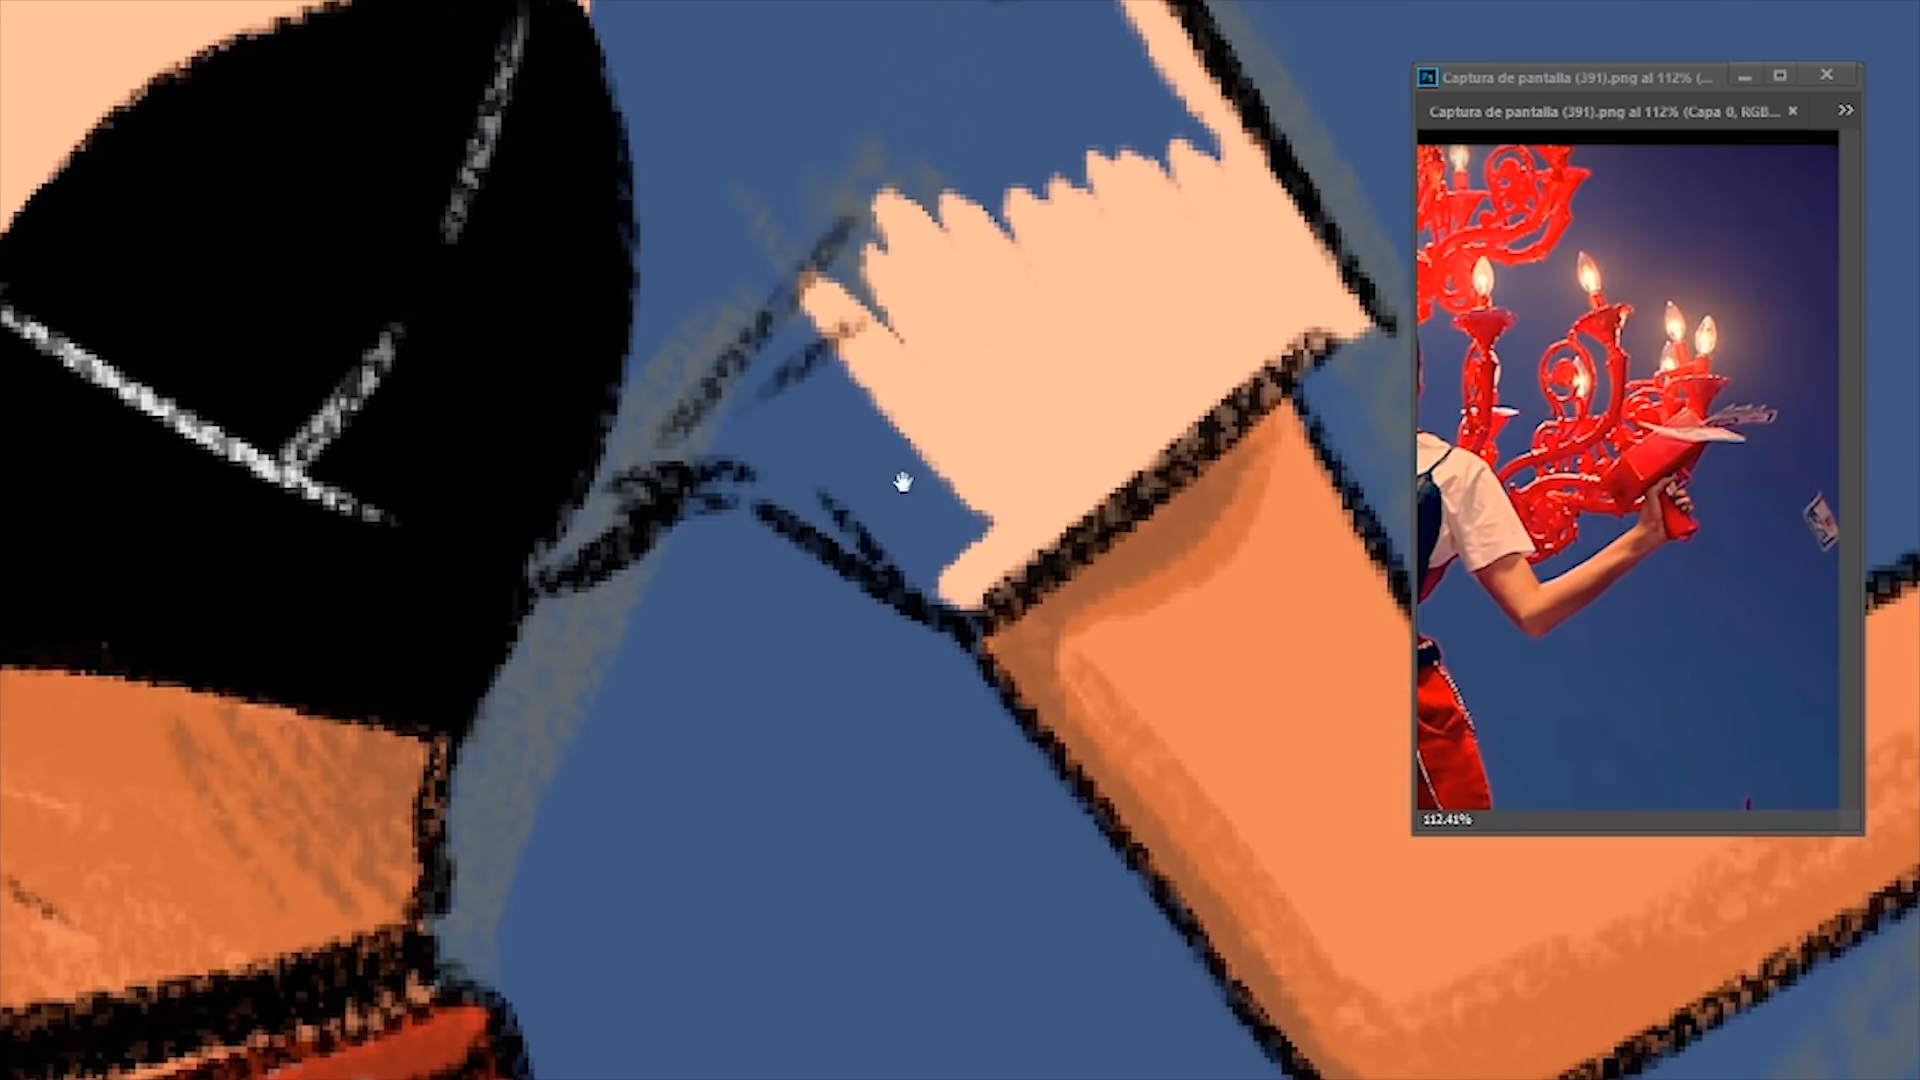 Captura de pantalla (391).png al 112% (...
Captura de pantalla (391).png al 112% (Capa 0, RGB...
112.41%